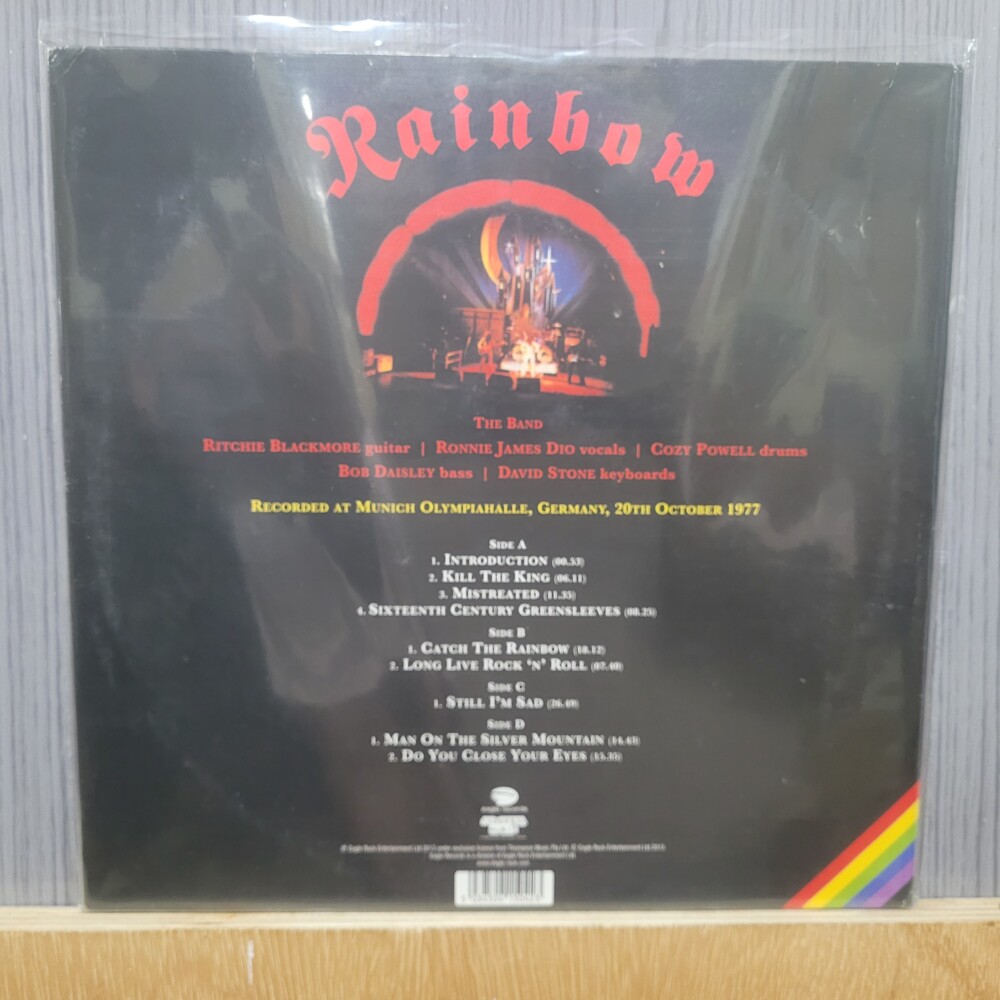 Rainbow
The Band
Ritchie Blackmore guitar | Ronnie James Dio vocals | Cozy Powell drums
Bob Daisley bass | David Stone keyboards
Recorded at Munich Olympiahalle, Germany, 20th October 1977
Side A
1. Introduction (00.53)
2. Kill The King (06.11)
3. Mistreated (11.35)
4. Sixteenth Century Greensleeves (08.25)
Side B
1. Catch The Rainbow (18.12)
2. Long Live Rock 'n' Roll (07.40)
Side C
1. Still I'm Sad (26.49)
Side D
1. Man On The Silver Mountain (14.43)
2. Do You Close Your Eyes (15.35)